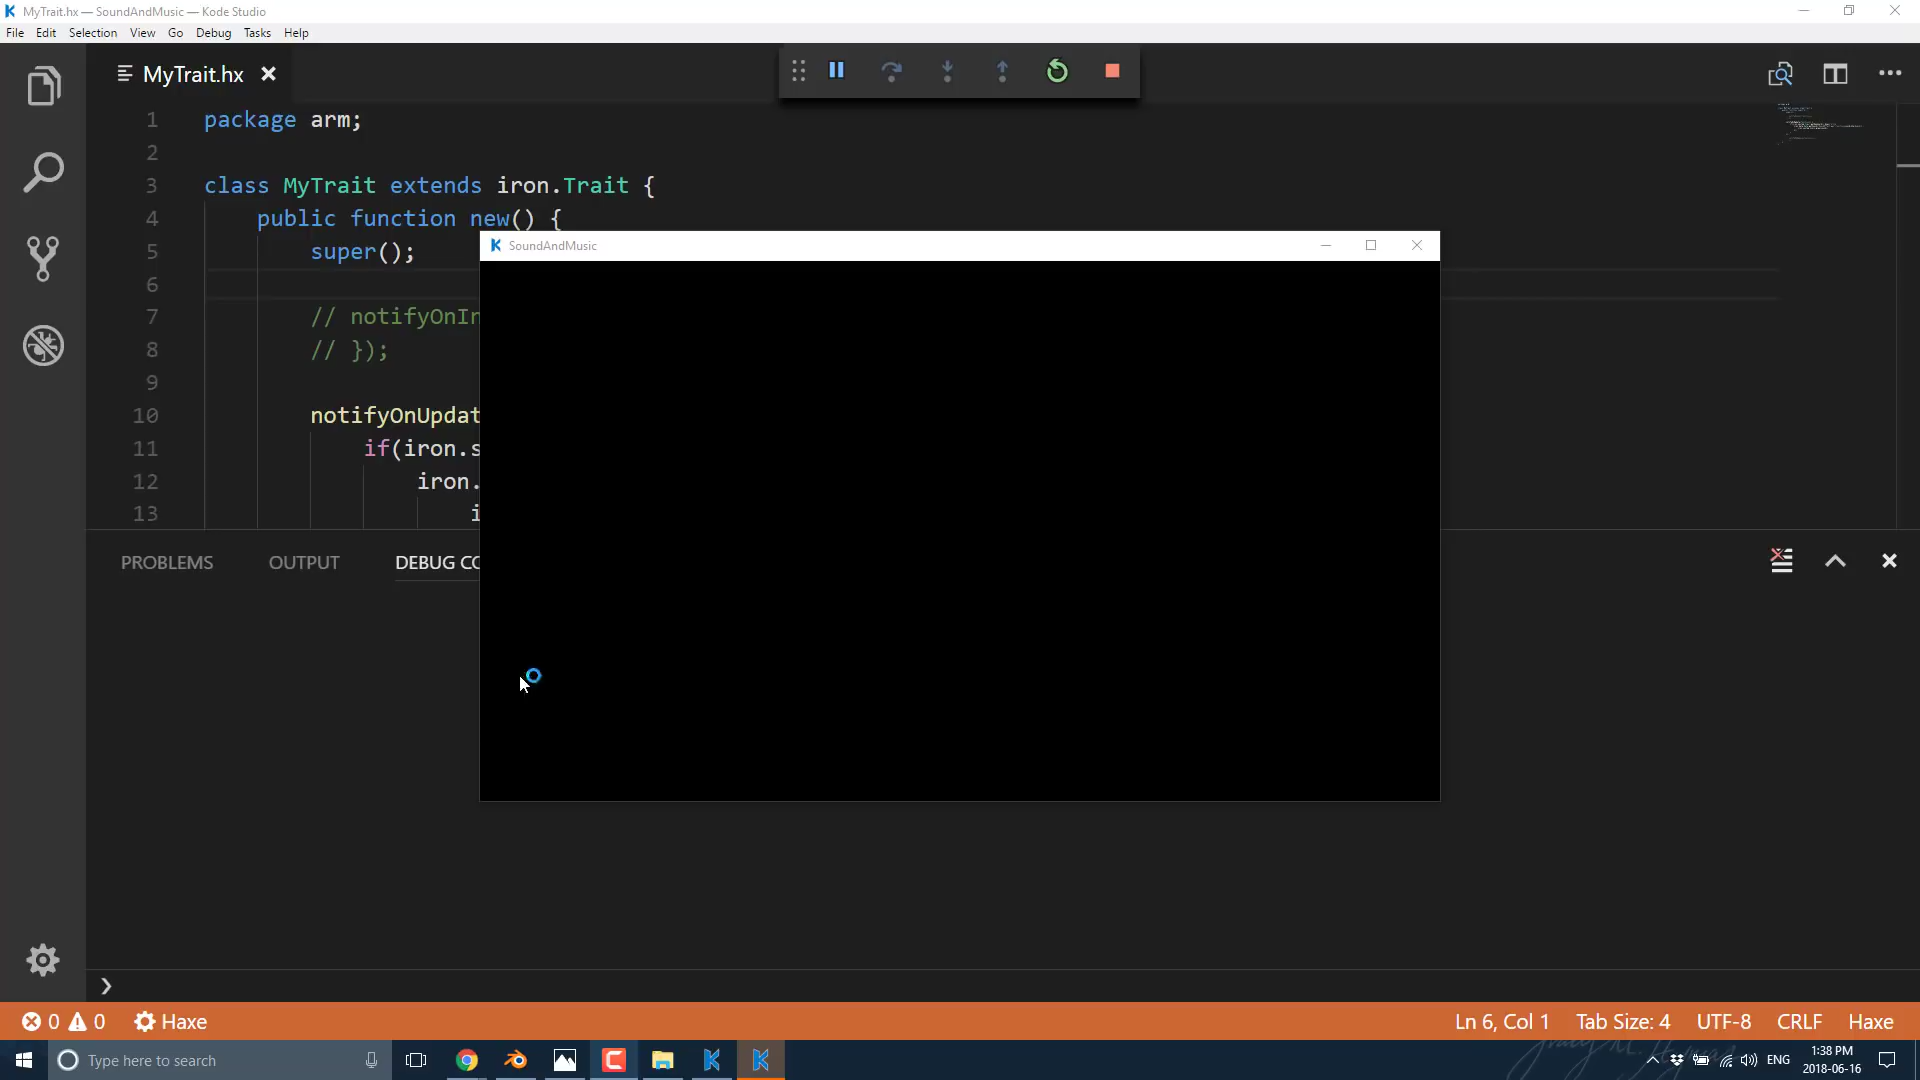 MyTrait.hx — SoundAndMusic — Kode Studio
File Edit Selection View Go Debug Tasks Help
MyTrait.hx
1 package arm;
2
3 class MyTrait extends iron.Trait {
4 public function new() {
5 super();
6
7 // notifyOnIn
8 // });
9
10 notifyOnUpdat
11 if(iron.s
12 iron.
13 i
SoundAndMusic
PROBLEMS OUTPUT DEBUG CO
0 0 Haxe
Ln 6, Col 1 Tab Size: 4 UTF-8 CRLF Haxe
Type here to search
ENG
1:38 PM
2018-06-16